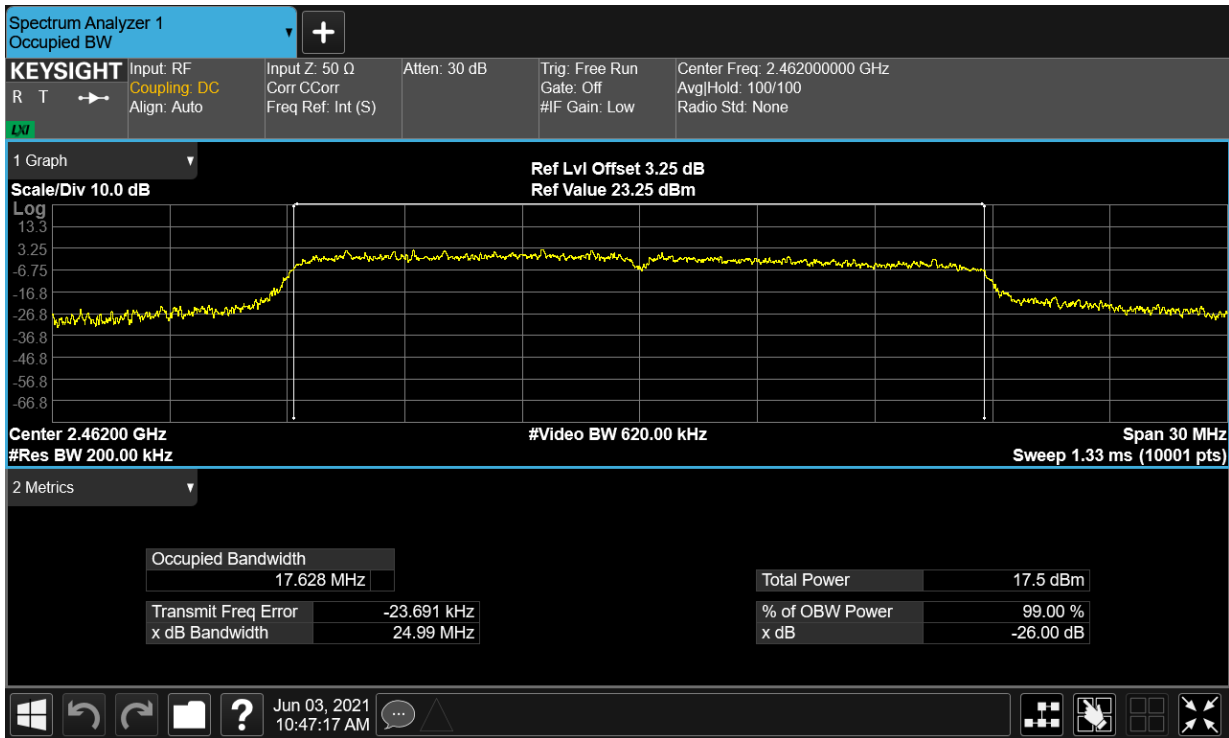 Spectrum Analyzer 1
Occupied BW
KEYSIGHT
R T
LXI
Input: RF
Coupling: DC
Align: Auto
Input Z: 50 Ω
Corr CCorr
Freq Ref: Int (S)
Atten: 30 dB
Trig: Free Run
Gate: Off
#IF Gain: Low
Center Freq: 2.462000000 GHz
Avg|Hold: 100/100
Radio Std: None
1 Graph
Scale/Div 10.0 dB
Ref Lvl Offset 3.25 dB
Ref Value 23.25 dBm
Log
13.3
3.25
-6.75
-16.8
-26.8
-36.8
-46.8
-56.8
-66.8
Center 2.46200 GHz
#Res BW 200.00 kHz
#Video BW 620.00 kHz
Span 30 MHz
Sweep 1.33 ms (10001 pts)
2 Metrics
Occupied Bandwidth
17.628 MHz
Transmit Freq Error -23.691 kHz
x dB Bandwidth 24.99 MHz
Total Power 17.5 dBm
% of OBW Power 99.00 %
x dB -26.00 dB
?
Jun 03, 2021
10:47:17 AM